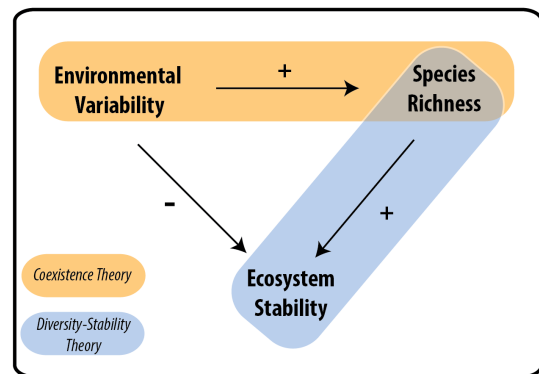 Environmental
Variability
+
Species
Richness
-
+
Ecosystem
Stability
Coexistence Theory
Diversity-Stability
Theory